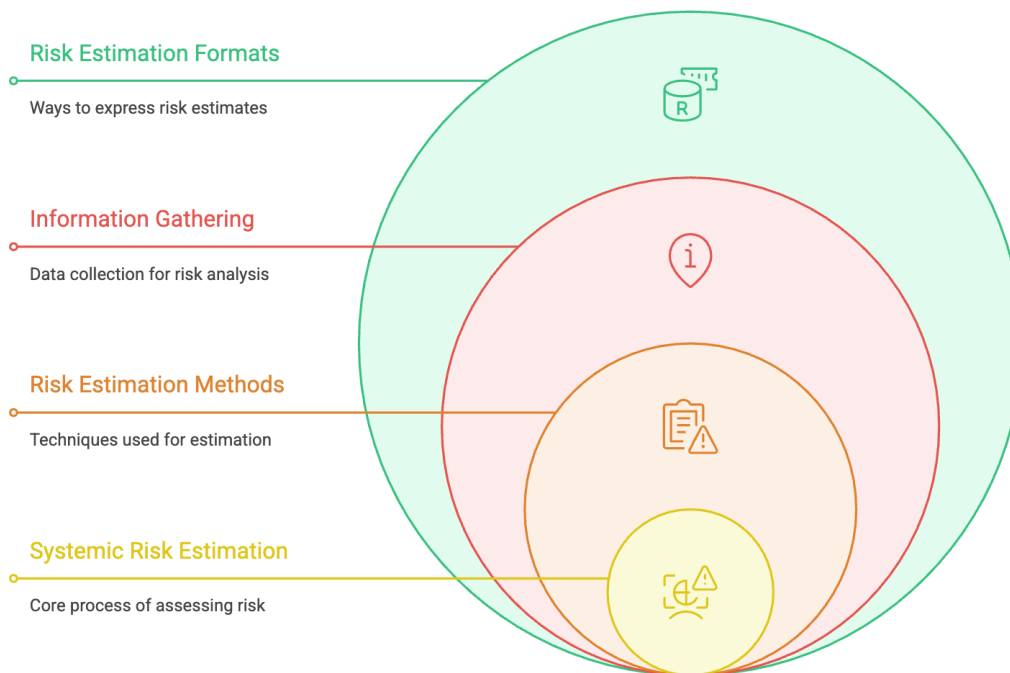 Risk Estimation Formats
Ways to express risk estimates
R
Information Gathering
i
Data collection for risk analysis
Risk Estimation Methods
Techniques used for estimation
Systemic Risk Estimation
Core process of assessing risk